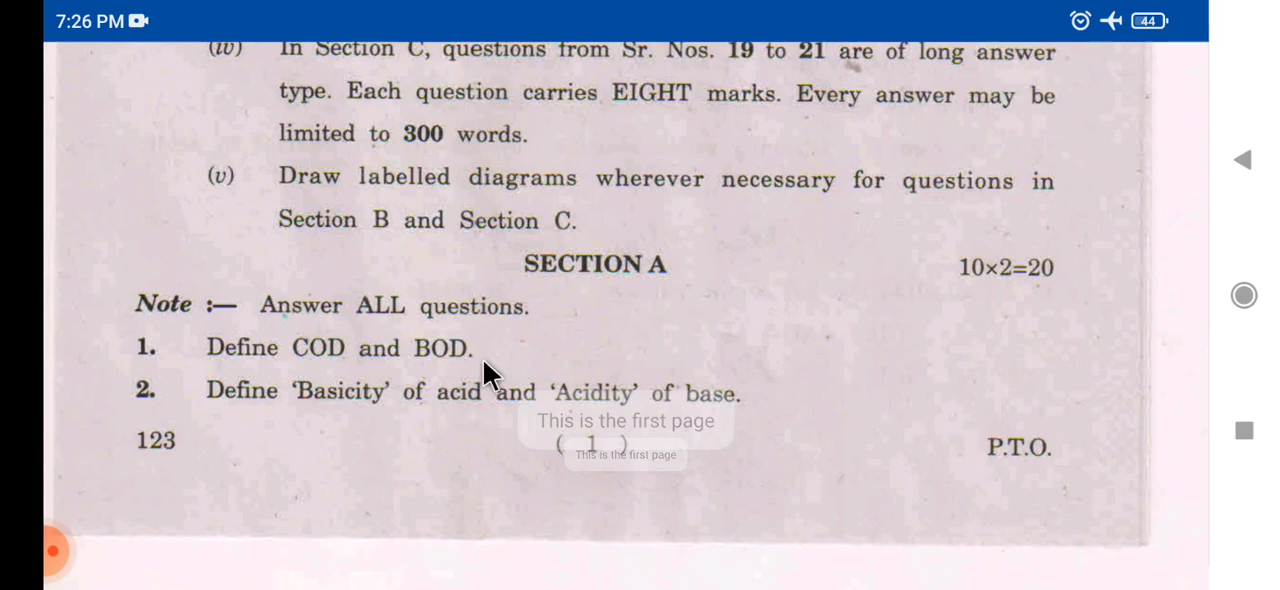 7:26 PM
44
(iv) In Section C, questions from Sr. Nos. 19 to 21 are of long answer
type. Each question carries EIGHT marks. Every answer may be
limited to 300 words.
(v) Draw labelled diagrams wherever necessary for questions in
Section B and Section C.
SECTION A 10×2=20
Note :— Answer ALL questions.
1. Define COD and BOD.
2. Define ‘Basicity’ of acid and ‘Acidity’ of base.
This is the first page
123 ( 1 ) P.T.O.
This is the first page